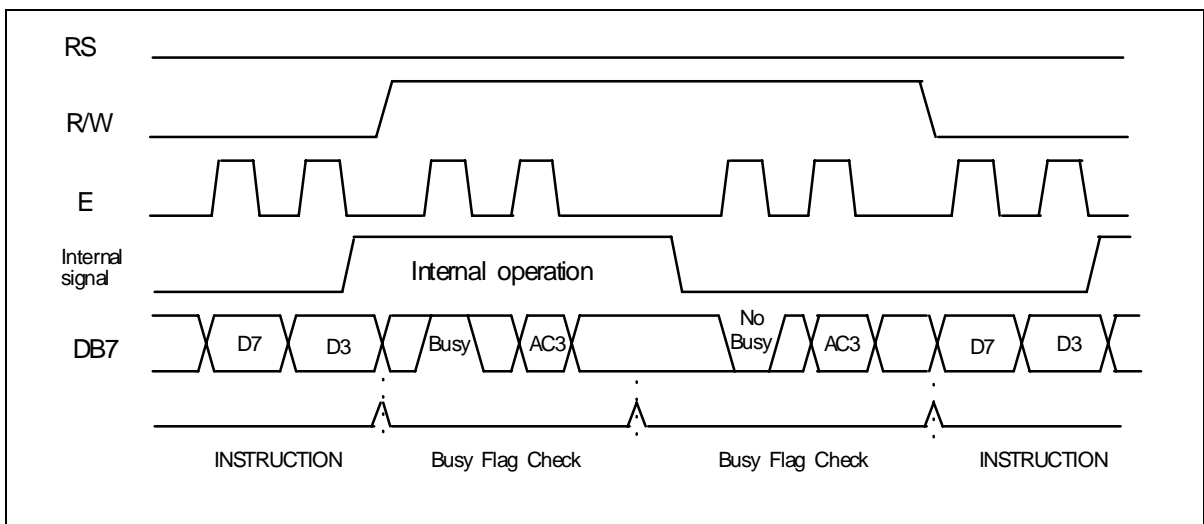 RS
R/W
E
Internal signal
Internal operation
No Busy
DB7
D7 D3 Busy AC3 AC3 D7 D3
INSTRUCTION Busy Flag Check Busy Flag Check INSTRUCTION